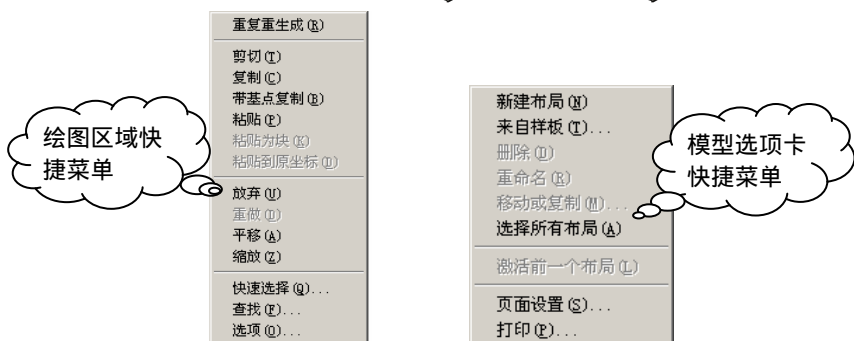 重复重生成(R)
剪切(T)
复制(C)
带基点复制(B)
粘贴(P)
粘贴为块(K)
粘贴到原坐标(D)
放弃(U)
重做(D)
平移(A)
缩放(Z)
快速选择(Q)...
查找(F)...
选项(O)...
绘图区域快
捷菜单
新建布局(N)
来自样板(T)...
删除(D)
重命名(R)
移动或复制(M)...
选择所有布局(A)
激活前一个布局(L)
页面设置(S)...
打印(P)...
模型选项卡
快捷菜单